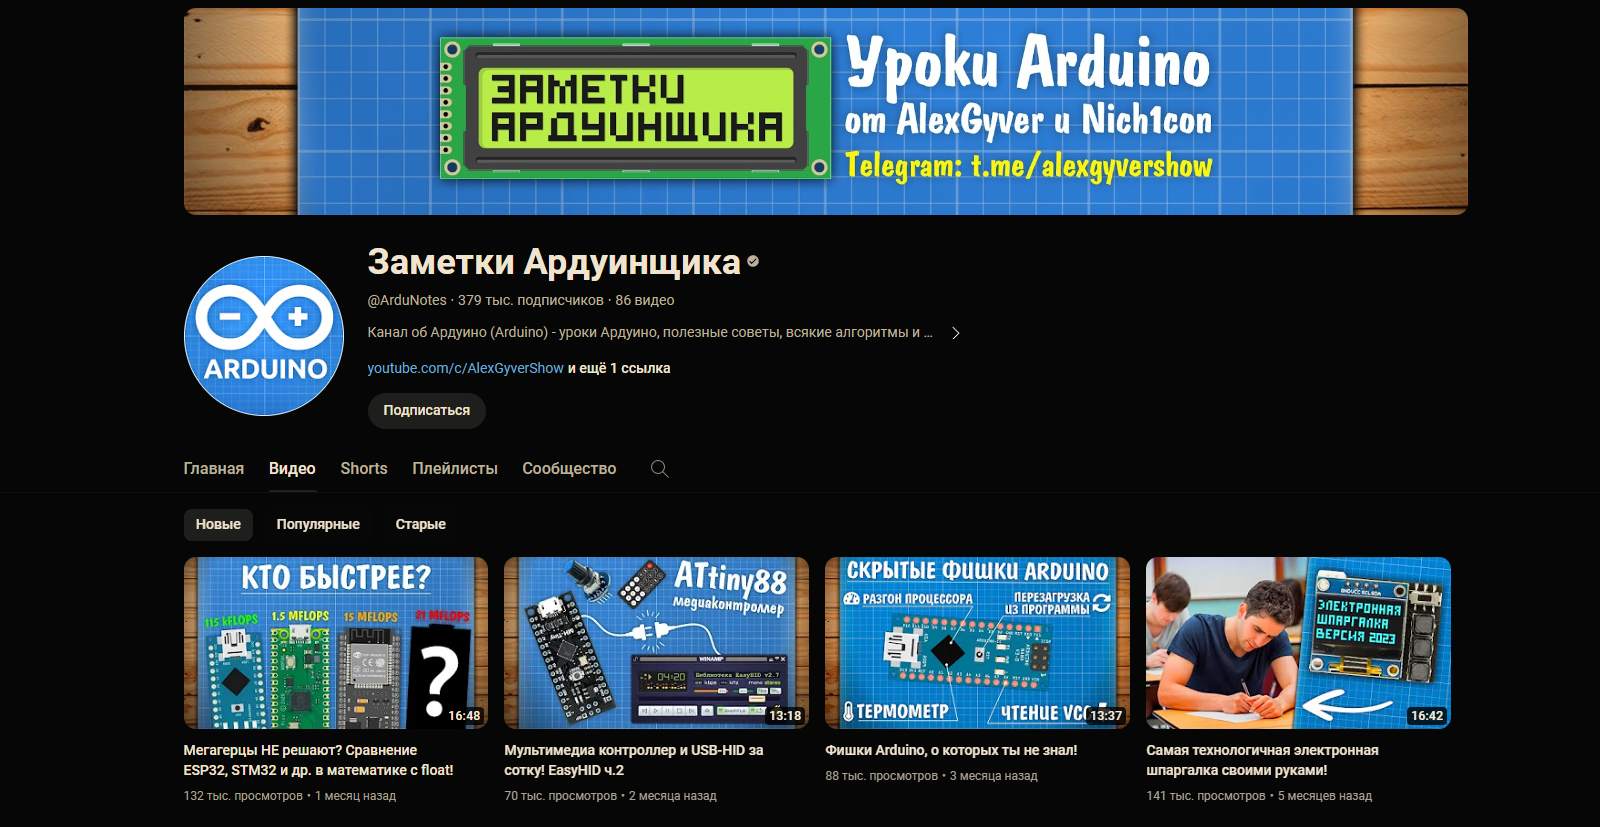 ЗАМЕТКИ
АРДУИНЩИКА
Уроки Arduino
от AlexGyver и Nich1con
Telegram: t.me/alexgyvershow
ARDUINO
Заметки Ардуинщика
@ArduNotes · 379 тыс. подписчиков · 86 видео
Канал об Ардуино (Arduino) - уроки Ардуино, полезные советы, всякие алгоритмы и ...
youtube.com/c/AlexGyverShow и ещё 1 ссылка
Подписаться
Главная Видео Shorts Плейлисты Сообщество
Новые Популярные Старые
КТО БЫСТРЕЕ?
115 kFLOPS 1.5 MFLOPS 15 MFLOPS 21 MFLOPS
?
16:48
ATtiny88
медиаконтроллер
WINAMP
04:20
Библиотека EasyHID v2.7
13:18
СКРЫТЫЕ ФИШКИ ARDUINO
РАЗГОН ПРОЦЕССОРА
ПЕРЕЗАГРУЗКА
ИЗ ПРОГРАММЫ
ТЕРМОМЕТР
ЧТЕНИЕ VCC
13:37
ЭЛЕКТРОННАЯ
ШПАРГАЛКА
ВЕРСИЯ 2023
16:42
Мегагерцы НЕ решают? Сравнение
ESP32, STM32 и др. в математике с float!
132 тыс. просмотров • 1 месяц назад
Мультимедиа контроллер и USB-HID за
сотку! EasyHID ч.2
70 тыс. просмотров • 2 месяца назад
Фишки Arduino, о которых ты не знал!
88 тыс. просмотров • 3 месяца назад
Самая технологичная электронная
шпаргалка своими руками!
141 тыс. просмотров • 5 месяцев назад